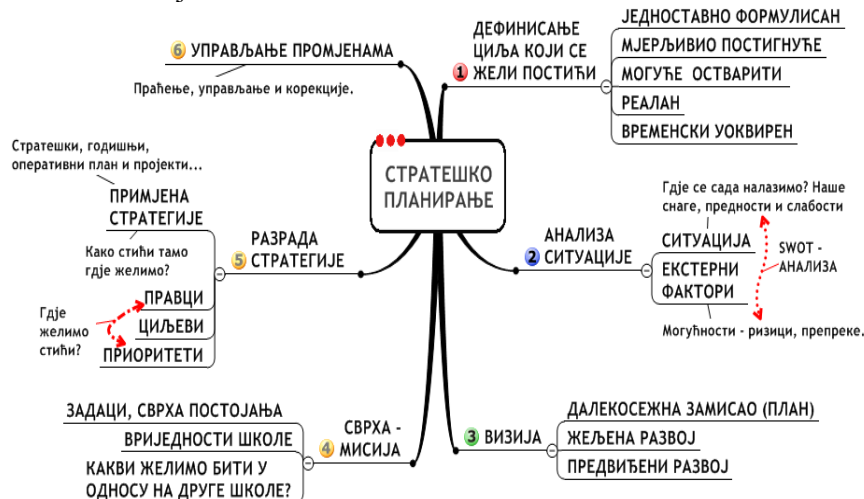 СТРАТЕШКО
ПЛАНИРАЊЕ
1 ДЕФИНИСАЊЕ
ЦИЉА КОЈИ СЕ
ЖЕЛИ ПОСТИЋИ
ЈЕДНОСТАВНО ФОРМУЛИСАН
МЈЕРЉИВИО ПОСТИГНУЋЕ
МОГУЋЕ ОСТВАРИТИ
РЕАЛАН
ВРЕМЕНСКИ УОКВИРЕН
2 АНАЛИЗА
СИТУАЦИЈЕ
Гдје се сада налазимо? Наше
снаге, предности и слабости
СИТУАЦИЈА
ЕКСТЕРНИ
ФАКТОРИ
Могућности - ризици, препреке.
SWOT -
АНАЛИЗА
3 ВИЗИЈА
ДАЛЕКОСЕЖНА ЗАМИСАО (ПЛАН)
ЖЕЉЕНА РАЗВОЈ
ПРЕДВИЂЕНИ РАЗВОЈ
4 СВРХА -
МИСИЈА
ЗАДАЦИ, СВРХА ПОСТОЈАЊА
ВРИЈЕДНОСТИ ШКОЛЕ
КАКВИ ЖЕЛИМО БИТИ У
ОДНОСУ НА ДРУГЕ ШКОЛЕ?
5 РАЗРАДА
СТРАТЕГИЈЕ
Стратешки, годишњи,
оперативни план и пројекти...
ПРИМЈЕНА
СТРАТЕГИЈЕ
Како стићи тамо
гдје желимо?
ПРАВЦИ
ЦИЉЕВИ
ПРИОРИТЕТИ
Гдје
желимо
стићи?
6 УПРАВЉАЊЕ ПРОМЈЕНАМА
Праћење, управљање и корекције.